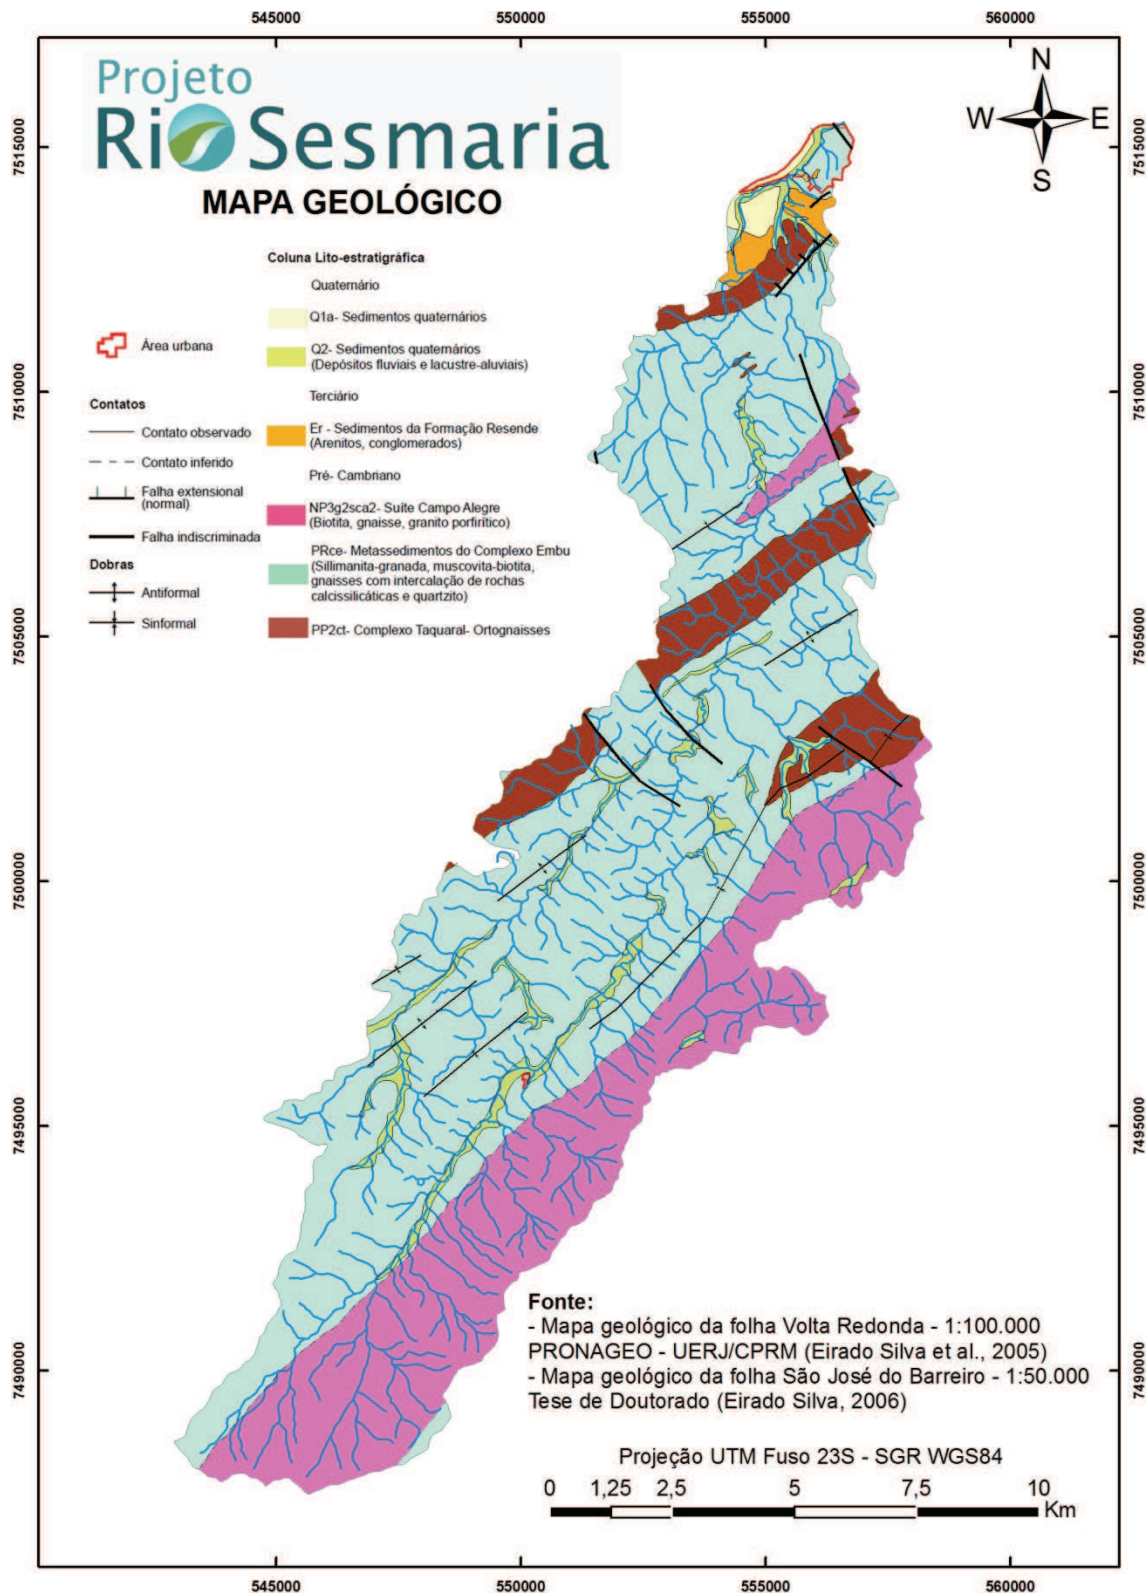 545000
550000
555000
560000
Projeto
Rio Sesmaria
MAPA GEOLÓGICO
N
W
E
S
7515000
7515000
7510000
7510000
7505000
7505000
7500000
7500000
7495000
7495000
7490000
7490000
Área urbana
Contatos
Contato observado
Contato inferido
Falha extensional
(normal)
Falha indiscriminada
Dobras
Antiformal
Sinformal
Coluna Lito-estratigráfica
Quaternário
Q1a- Sedimentos quaternários
Q2- Sedimentos quaternários
(Depósitos fluviais e lacustre-aluviais)
Terciário
Er - Sedimentos da Formação Resende
(Arenitos, conglomerados)
Pré- Cambriano
NP3g2sca2- Suíte Campo Alegre
(Biotita, gnaisse, granito porfirítico)
PRce- Metassedimentos do Complexo Embu
(Sillimanita-granada, muscovita-biotita,
gnaisses com intercalação de rochas
calcissilicáticas e quartzito)
PP2ct- Complexo Taquaral- Ortognaisses
Fonte:
- Mapa geológico da folha Volta Redonda - 1:100.000
PRONAGEO - UERJ/CPRM (Eirado Silva et al., 2005)
- Mapa geológico da folha São José do Barreiro - 1:50.000
Tese de Doutorado (Eirado Silva, 2006)
Projeção UTM Fuso 23S - SGR WGS84
0 1,25 2,5 5 7,5 10
Km
545000
550000
555000
560000